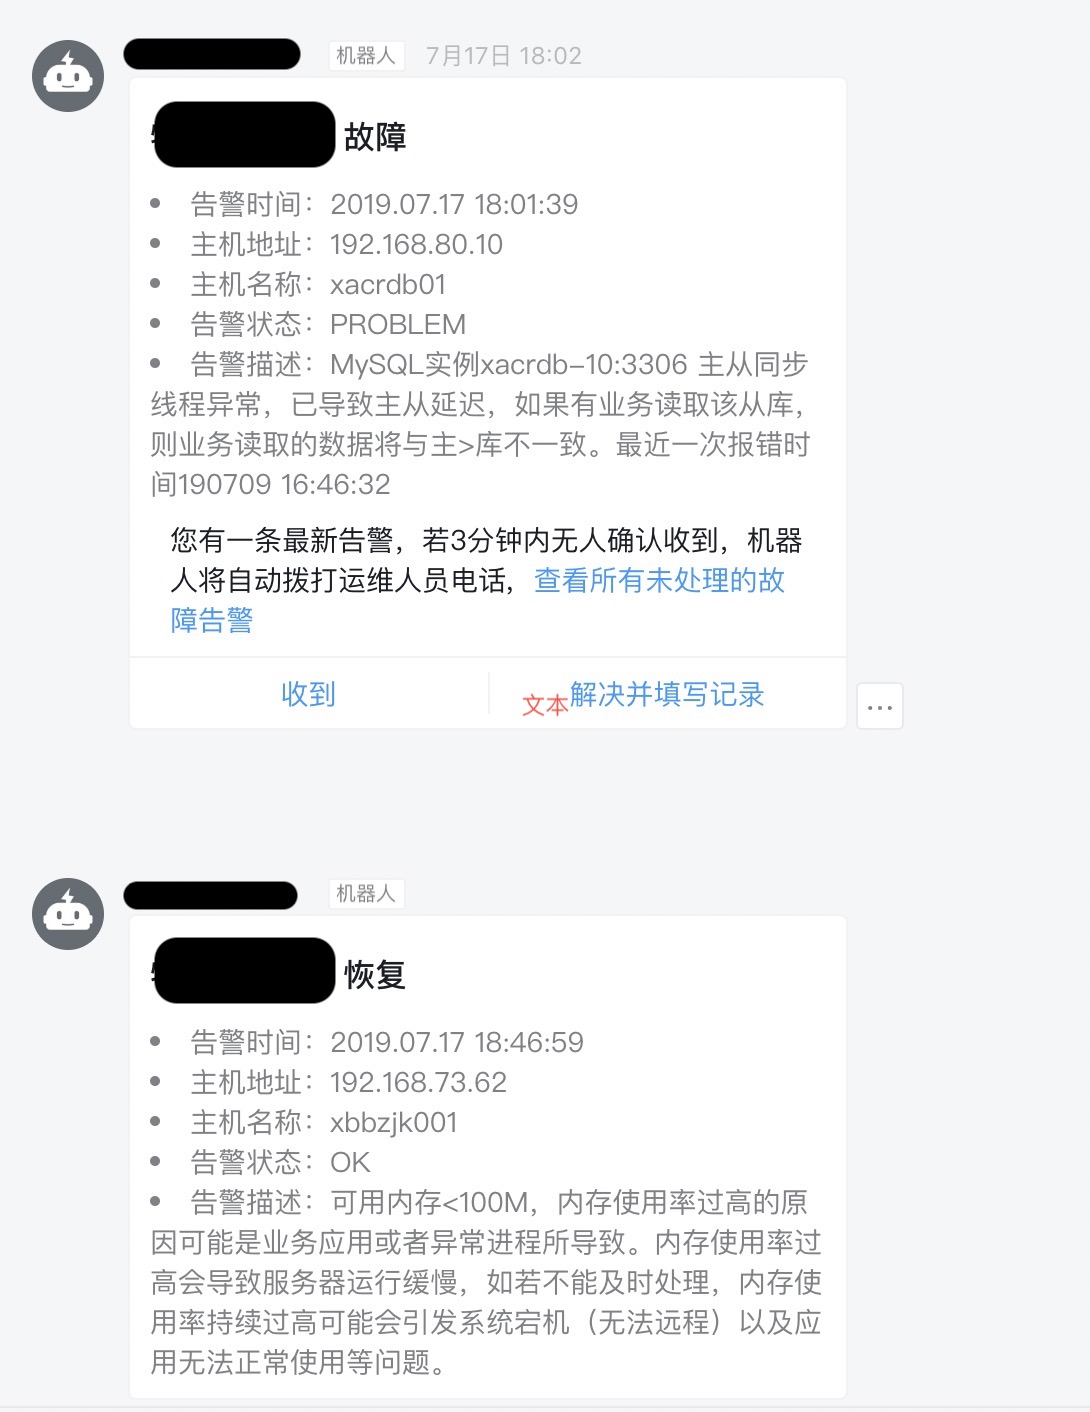 机器人 7月17日 18:02
故障
• 告警时间：2019.07.17 18:01:39
• 主机地址：192.168.80.10
• 主机名称：xacrdb01
• 告警状态：PROBLEM
• 告警描述：MySQL实例xacrdb-10:3306 主从同步
线程异常，已导致主从延迟，如果有业务读取该从库，
则业务读取的数据将与主>库不一致。最近一次报错时
间190709 16:46:32
您有一条最新告警，若3分钟内无人确认收到，机器
人将自动拨打运维人员电话，查看所有未处理的故
障告警
收到 文本 解决并填写记录
机器人
恢复
• 告警时间：2019.07.17 18:46:59
• 主机地址：192.168.73.62
• 主机名称：xbbzjk001
• 告警状态：OK
• 告警描述：可用内存<100M，内存使用率过高的原
因可能是业务应用或者异常进程所导致。内存使用率过
高会导致服务器运行缓慢，如若不能及时处理，内存使
用率持续过高可能会引发系统宕机（无法远程）以及应
用无法正常使用等问题。